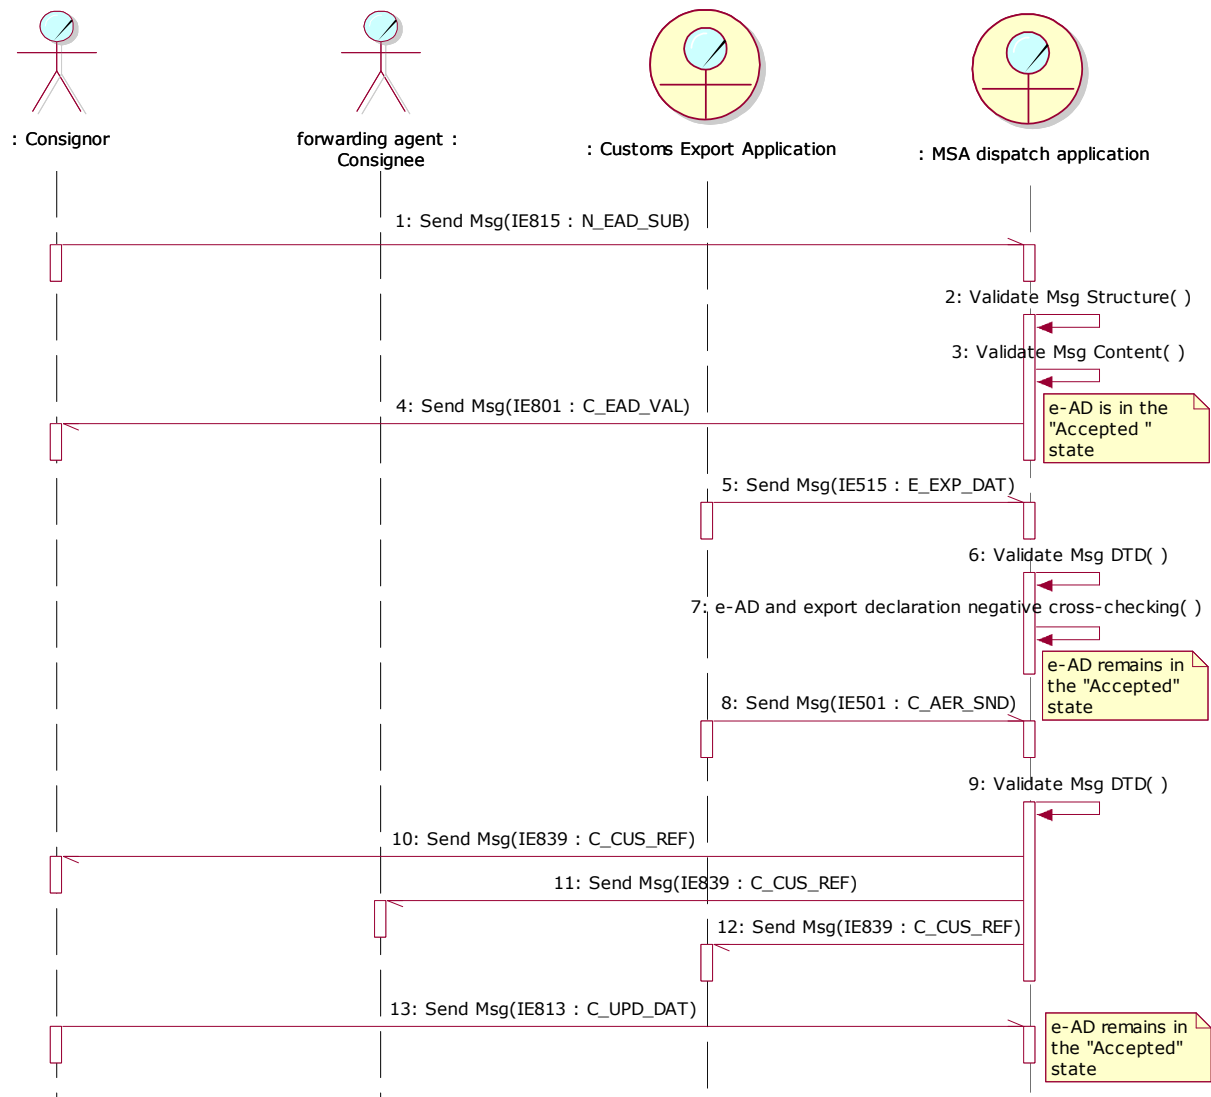 : Consignor
forwarding agent :
Consignee
: Customs Export Application
: MSA dispatch application
1: Send Msg(IE815 : N_EAD_SUB)
2: Validate Msg Structure( )
3: Validate Msg Content( )
4: Send Msg(IE801 : C_EAD_VAL)
e-AD is in the
"Accepted "
state
5: Send Msg(IE515 : E_EXP_DAT)
6: Validate Msg DTD( )
7: e-AD and export declaration negative cross-checking( )
e-AD remains in
the "Accepted"
state
8: Send Msg(IE501 : C_AER_SND)
9: Validate Msg DTD( )
10: Send Msg(IE839 : C_CUS_REF)
11: Send Msg(IE839 : C_CUS_REF)
12: Send Msg(IE839 : C_CUS_REF)
13: Send Msg(IE813 : C_UPD_DAT)
e-AD remains in
the "Accepted"
state